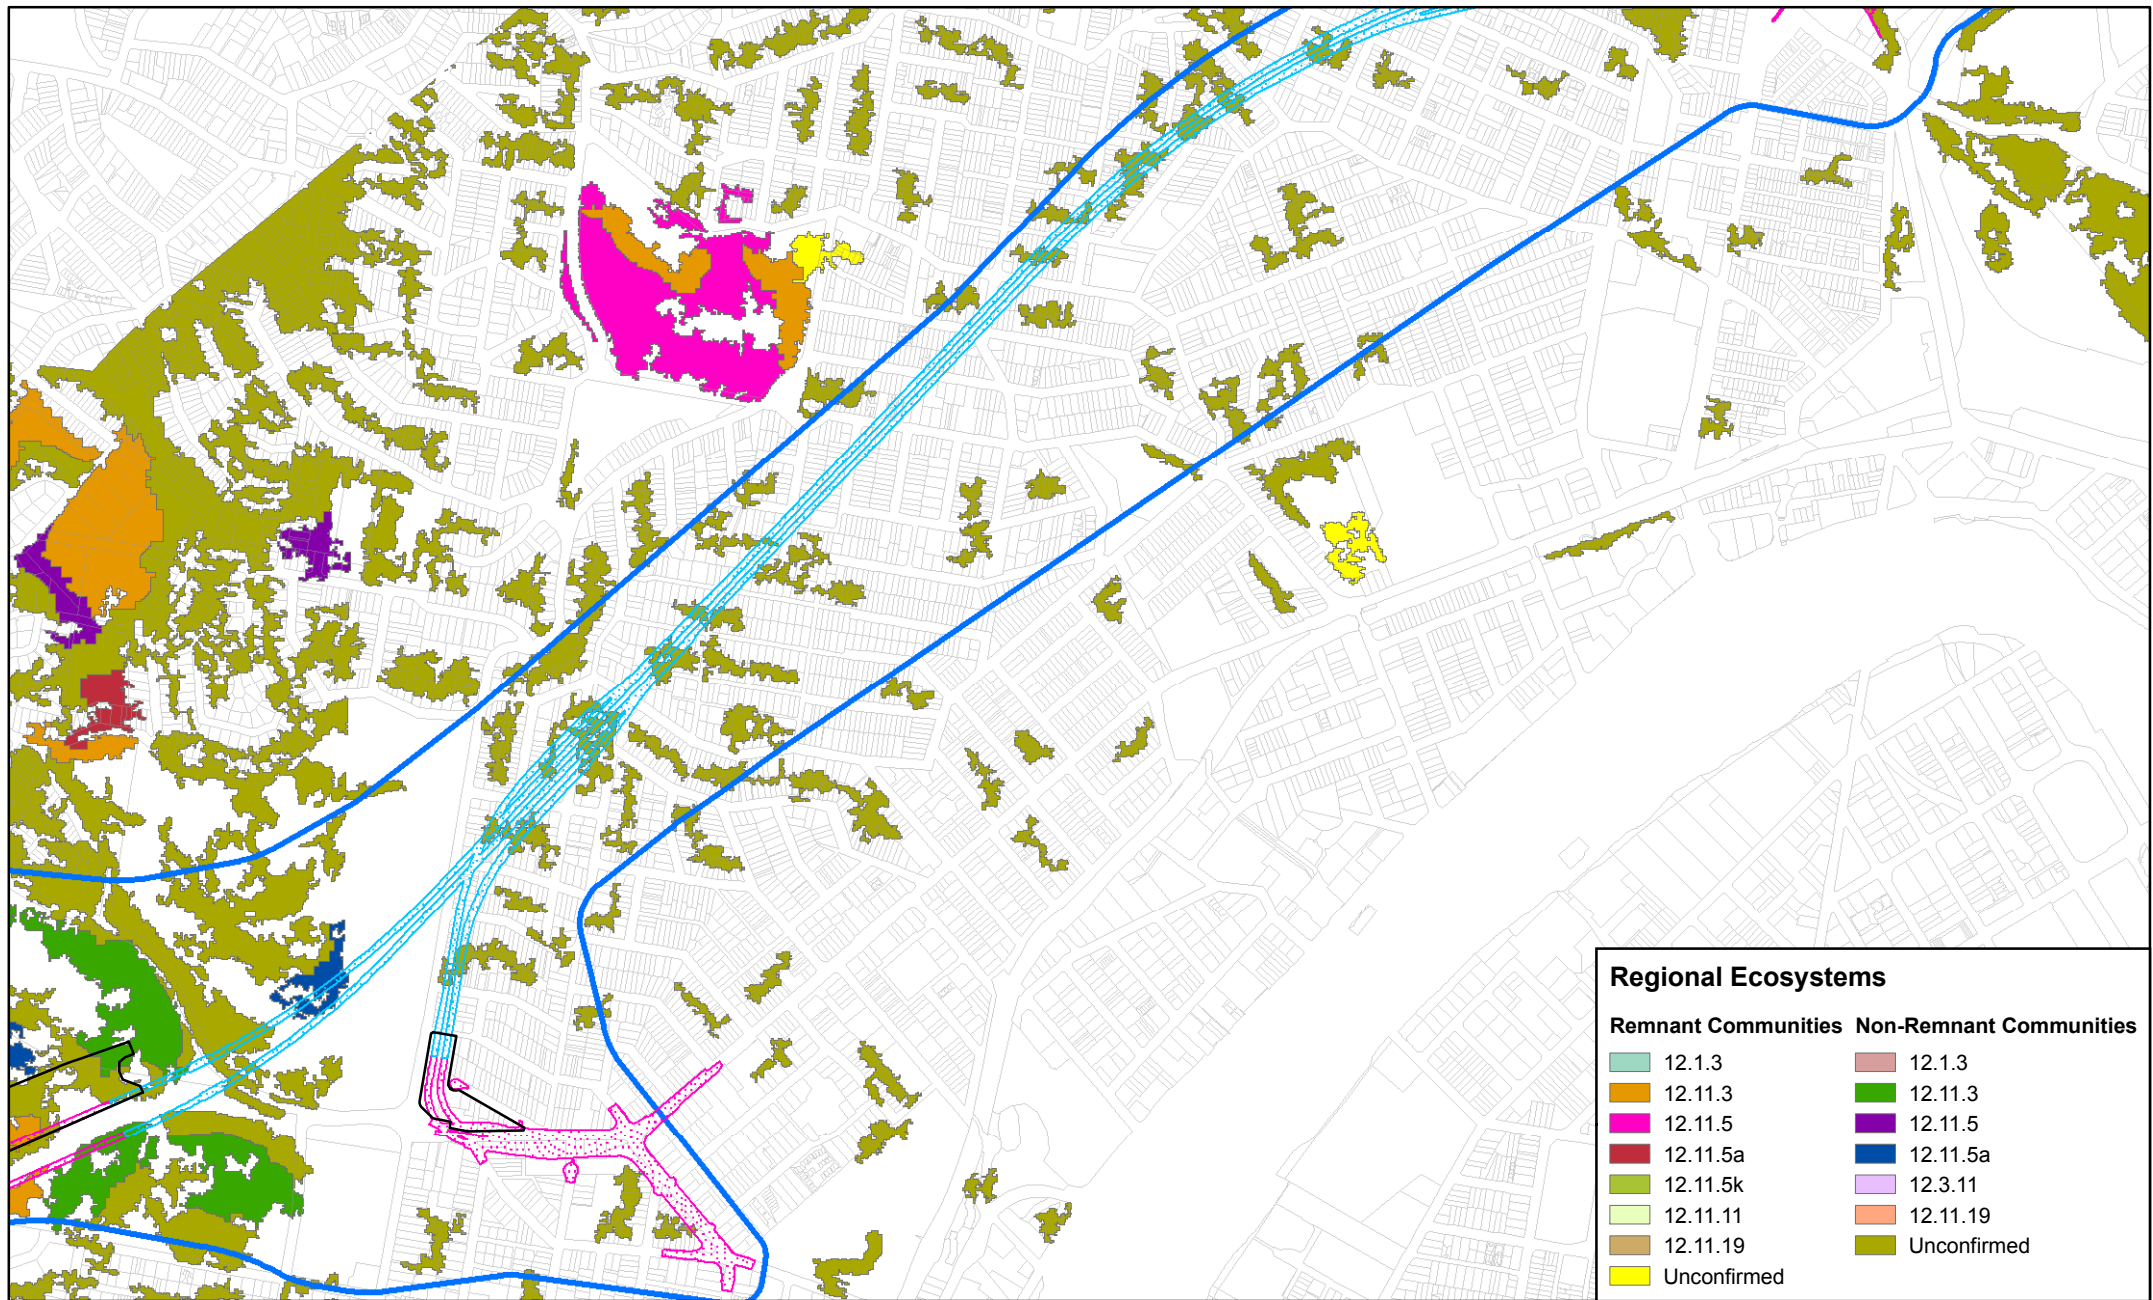 Regional Ecosystems
Remnant Communities Non-Remnant Communities
12.1.3 12.1.3
12.11.3 12.11.3
12.11.5 12.11.5
12.11.5a 12.11.5a
12.11.5k 12.3.11
12.11.11 12.11.19
12.11.19 Unconfirmed
Unconfirmed